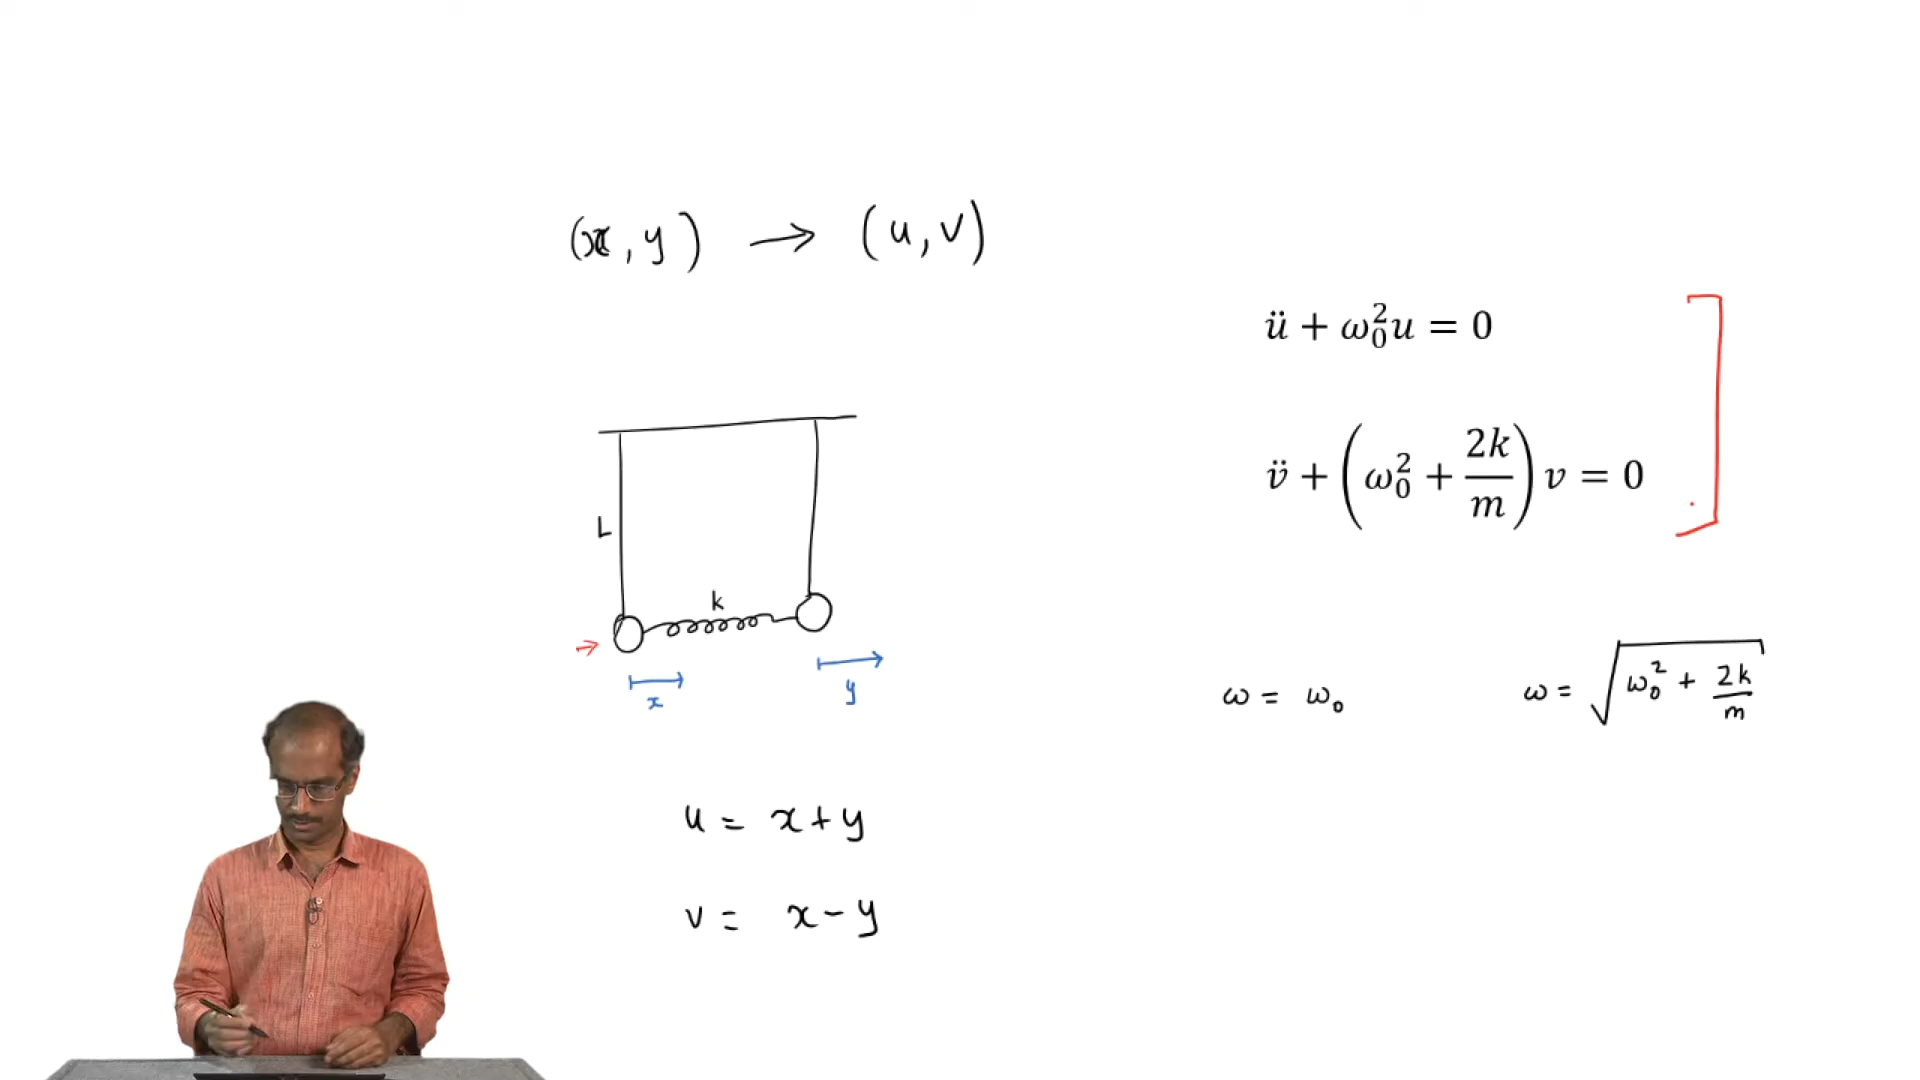 (x, y) → (u, v)
ü + ω₀²u = 0
v̈ + (ω₀² + 2k/m) v = 0
L
k
x
y
ω = ω₀
ω = √(ω₀² + 2k/m)
u = x + y
v = x − y